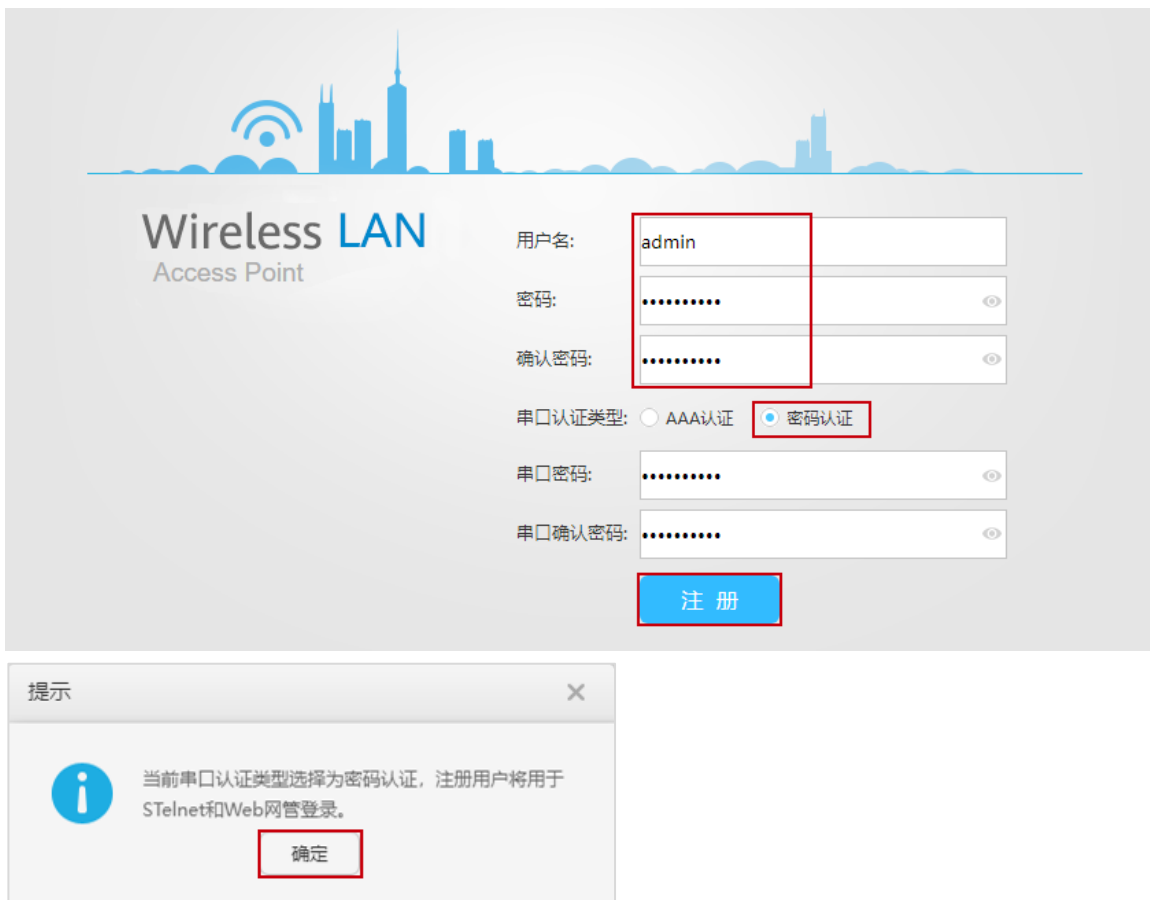 Wireless LAN
Access Point
用户名:
admin
密码:
••••••••••
确认密码:
••••••••••
串口认证类型: AAA认证 密码认证
串口密码:
••••••••••
串口确认密码:
••••••••••
注 册
提示
当前串口认证类型选择为密码认证，注册用户将用于
STelnet和Web网管登录。
确定